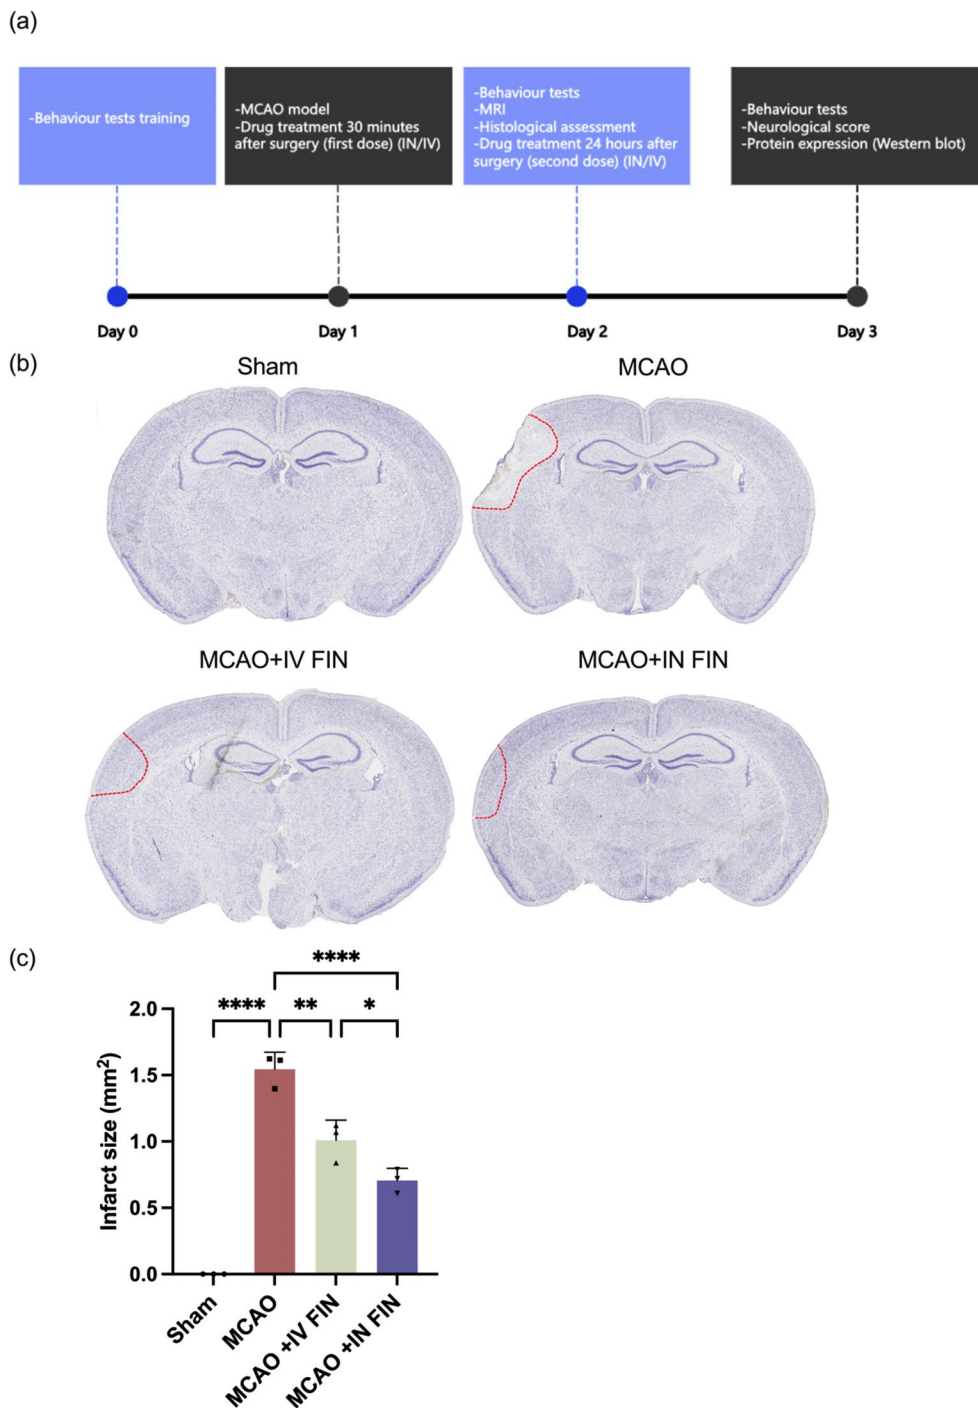 (a)
-Behaviour tests training
-MCAO model
-Drug treatment 30 minutes
after surgery (first dose) (IN/IV)
-Behaviour tests
-MRI
-Histological assessment
-Drug treatment 24 hours after
surgery (second dose) (IN/IV)
-Behaviour tests
-Neurological score
-Protein expression (Western blot)
Day 0
Day 1
Day 2
Day 3
(b)
Sham
MCAO
MCAO+IV FIN
MCAO+IN FIN
(c)
****
****
**
*
2.0
1.5
1.0
0.5
0.0
Infarct size (mm²)
Sham
MCAO
MCAO +IV FIN
MCAO +IN FIN